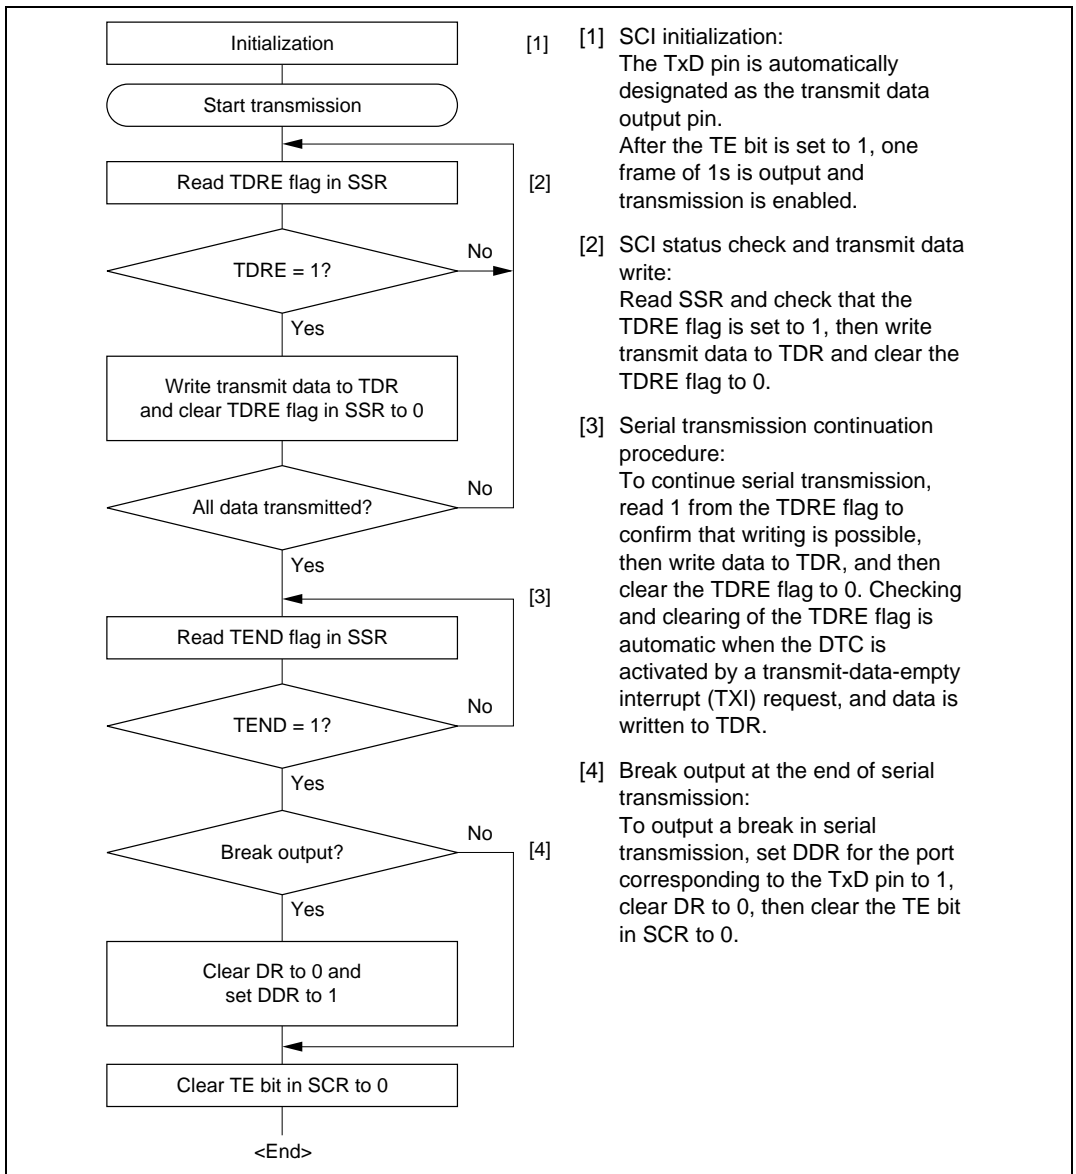 Initialization
[1]
Start transmission
Read TDRE flag in SSR
[2]
TDRE = 1?
No
Yes
Write transmit data to TDR
and clear TDRE flag in SSR to 0
All data transmitted?
No
Yes
[3]
Read TEND flag in SSR
TEND = 1?
No
Yes
Break output?
No
[4]
Yes
Clear DR to 0 and
set DDR to 1
Clear TE bit in SCR to 0
<End>
[1] SCI initialization:
The TxD pin is automatically
designated as the transmit data
output pin.
After the TE bit is set to 1, one
frame of 1s is output and
transmission is enabled.
[2] SCI status check and transmit data
write:
Read SSR and check that the
TDRE flag is set to 1, then write
transmit data to TDR and clear the
TDRE flag to 0.
[3] Serial transmission continuation
procedure:
To continue serial transmission,
read 1 from the TDRE flag to
confirm that writing is possible,
then write data to TDR, and then
clear the TDRE flag to 0. Checking
and clearing of the TDRE flag is
automatic when the DTC is
activated by a transmit-data-empty
interrupt (TXI) request, and data is
written to TDR.
[4] Break output at the end of serial
transmission:
To output a break in serial
transmission, set DDR for the port
corresponding to the TxD pin to 1,
clear DR to 0, then clear the TE bit
in SCR to 0.